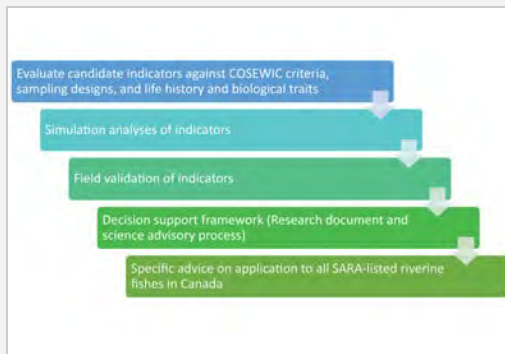 Evaluate candidate indicators against COSEWIC criteria,
sampling designs, and life history and biological traits
Simulation analyses of indicators
Field validation of indicators
Decision support framework (Research document and
science advisory process)
Specific advice on application to all SARA-listed riverine
fishes in Canada